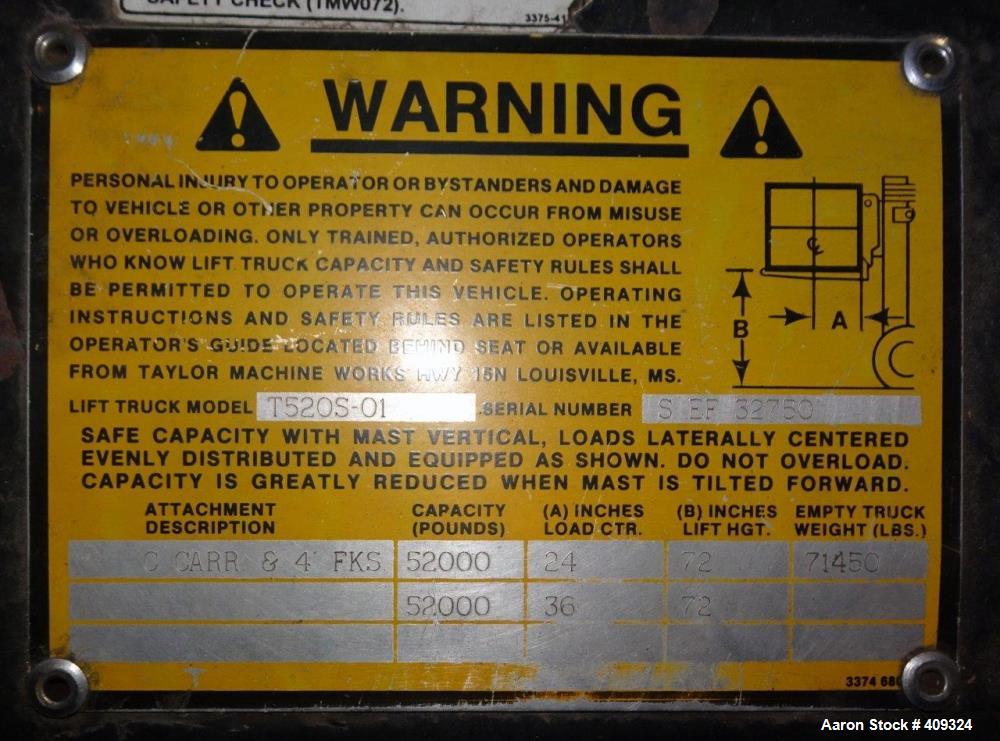 SAFETY CHECK (TMW072).
3375-41
WARNING
PERSONAL INJURY TO OPERATOR OR BYSTANDERS AND DAMAGE
TO VEHICLE OR OTHER PROPERTY CAN OCCUR FROM MISUSE
OR OVERLOADING. ONLY TRAINED, AUTHORIZED OPERATORS
WHO KNOW LIFT TRUCK CAPACITY AND SAFETY RULES SHALL
BE PERMITTED TO OPERATE THIS VEHICLE. OPERATING
INSTRUCTIONS AND SAFETY RULES ARE LISTED IN THE
OPERATOR'S GUIDE LOCATED BEHIND SEAT OR AVAILABLE
FROM TAYLOR MACHINE WORKS HWY 15N LOUISVILLE, MS.
℄
B
A
LIFT TRUCK MODEL T520S-01 SERIAL NUMBER S EF 32750
SAFE CAPACITY WITH MAST VERTICAL, LOADS LATERALLY CENTERED
EVENLY DISTRIBUTED AND EQUIPPED AS SHOWN. DO NOT OVERLOAD.
CAPACITY IS GREATLY REDUCED WHEN MAST IS TILTED FORWARD.
ATTACHMENT CAPACITY (A) INCHES (B) INCHES EMPTY TRUCK
DESCRIPTION (POUNDS) LOAD CTR. LIFT HGT. WEIGHT (LBS.)
C CARR & 4' FKS 52000 24 72 71450
52000 36 72
3374 680
Aaron Stock # 409324